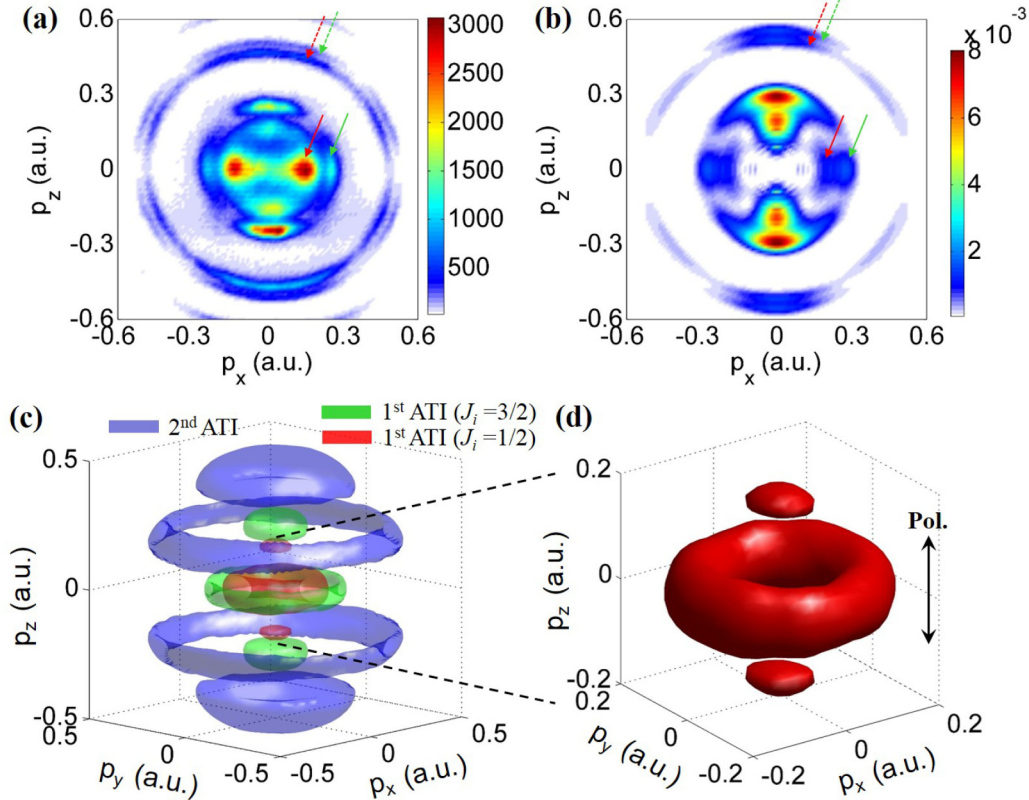 (a)
0.6
0.3
0
-0.3
-0.6
p_z (a.u.)
-0.6 -0.3 0 0.3 0.6
p_x (a.u.)
3000
2500
2000
1500
1000
500
(b)
0.6
0.3
0
-0.3
-0.6
p_z (a.u.)
-0.6 -0.3 0 0.3 0.6
p_x (a.u.)
x 10^-3
8
6
4
2
(c)
2nd ATI
1st ATI (J_i =3/2)
1st ATI (J_i =1/2)
0.5
0
-0.5
p_z (a.u.)
0.5
0
-0.5
p_y (a.u.)
0
0.5
p_x (a.u.)
(d)
0.2
0
-0.2
p_z (a.u.)
0.2
0
-0.2
p_y (a.u.)
-0.2
0
0.2
p_x (a.u.)
Pol.